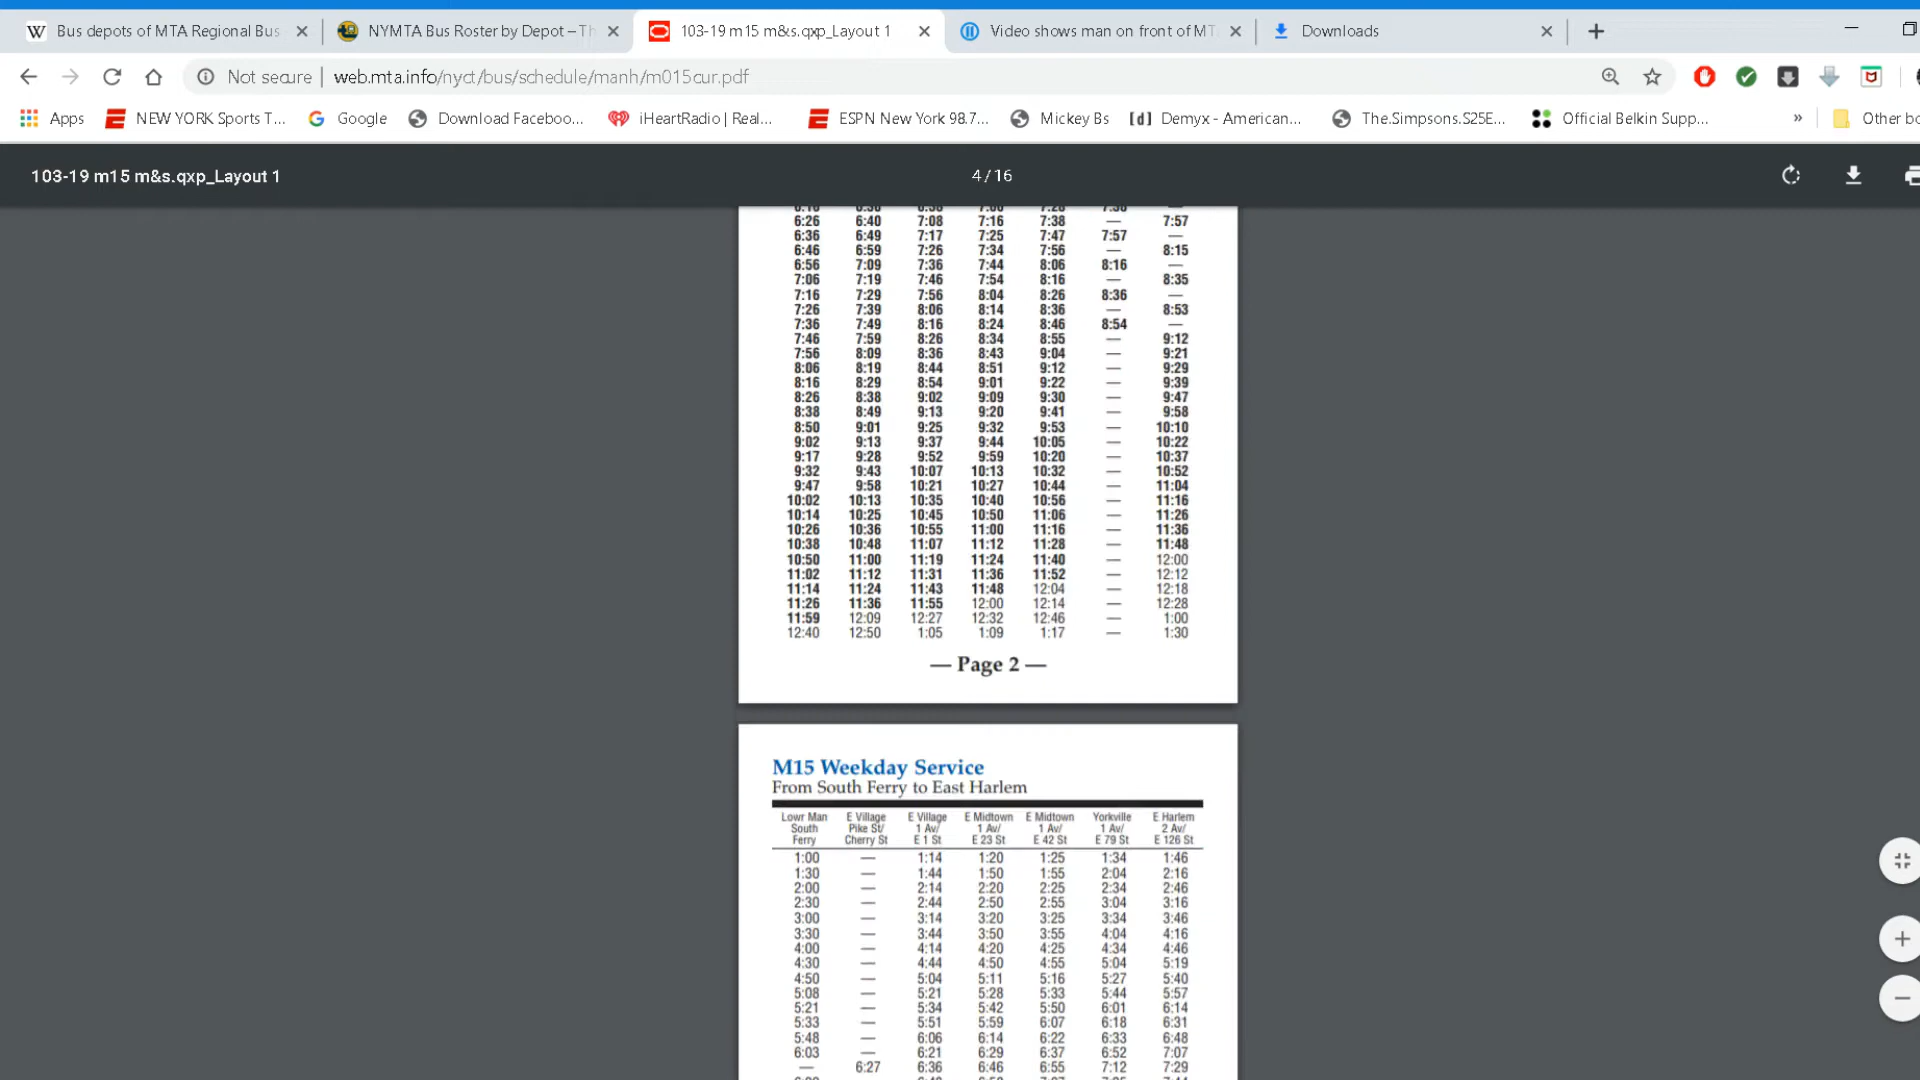 Bus depots of MTA Regional Bus
NYMTA Bus Roster by Depot – Th
103-19 m15 m&s.qxp_Layout 1
Video shows man on front of MT
Downloads
Not secure | web.mta.info/nyct/bus/schedule/manh/m015cur.pdf
Apps NEW YORK Sports T... Google Download Faceboo... iHeartRadio | Real... ESPN New York 98.7... Mickey Bs [d] Demyx - American... The.Simpsons.S25E... Official Belkin Supp... » Other bo
103-19 m15 m&s.qxp_Layout 1 4 / 16
6:26 6:40 7:08 7:16 7:38 — 7:57
6:36 6:49 7:17 7:25 7:47 7:57 —
6:46 6:59 7:26 7:34 7:56 — 8:15
6:56 7:09 7:36 7:44 8:06 8:16 —
7:06 7:19 7:46 7:54 8:16 — 8:35
7:16 7:29 7:56 8:04 8:26 8:36 —
7:26 7:39 8:06 8:14 8:36 — 8:53
7:36 7:49 8:16 8:24 8:46 8:54 —
7:46 7:59 8:26 8:34 8:55 — 9:12
7:56 8:09 8:36 8:43 9:04 — 9:21
8:06 8:19 8:44 8:51 9:12 — 9:29
8:16 8:29 8:54 9:01 9:22 — 9:39
8:26 8:38 9:02 9:09 9:30 — 9:47
8:38 8:49 9:13 9:20 9:41 — 9:58
8:50 9:01 9:25 9:32 9:53 — 10:10
9:02 9:13 9:37 9:44 10:05 — 10:22
9:17 9:28 9:52 9:59 10:20 — 10:37
9:32 9:43 10:07 10:13 10:32 — 10:52
9:47 9:58 10:21 10:27 10:44 — 11:04
10:02 10:13 10:35 10:40 10:56 — 11:16
10:14 10:25 10:45 10:50 11:06 — 11:26
10:26 10:36 10:55 11:00 11:16 — 11:36
10:38 10:48 11:07 11:12 11:28 — 11:48
10:50 11:00 11:19 11:24 11:40 — 12:00
11:02 11:12 11:31 11:36 11:52 — 12:12
11:14 11:24 11:43 11:48 12:04 — 12:18
11:26 11:36 11:55 12:00 12:14 — 12:28
11:59 12:09 12:27 12:32 12:46 — 1:00
12:40 12:50 1:05 1:09 1:17 — 1:30
— Page 2 —
M15 Weekday Service
From South Ferry to East Harlem
Lowr Man E Village E Village E Midtown E Midtown Yorkville E Harlem
South Pike St/ 1 Av/ 1 Av/ 1 Av/ 1 Av/ 2 Av/
Ferry Cherry St E 1 St E 23 St E 42 St E 79 St E 126 St
1:00 — 1:14 1:20 1:25 1:34 1:46
1:30 — 1:44 1:50 1:55 2:04 2:16
2:00 — 2:14 2:20 2:25 2:34 2:46
2:30 — 2:44 2:50 2:55 3:04 3:16
3:00 — 3:14 3:20 3:25 3:34 3:46
3:30 — 3:44 3:50 3:55 4:04 4:16
4:00 — 4:14 4:20 4:25 4:34 4:46
4:30 — 4:44 4:50 4:55 5:04 5:19
4:50 — 5:04 5:11 5:16 5:27 5:40
5:08 — 5:21 5:28 5:33 5:44 5:57
5:21 — 5:34 5:42 5:50 6:01 6:14
5:33 — 5:51 5:59 6:07 6:18 6:31
5:48 — 6:06 6:14 6:22 6:33 6:48
6:03 — 6:21 6:29 6:37 6:52 7:07
— 6:27 6:36 6:46 6:55 7:12 7:29